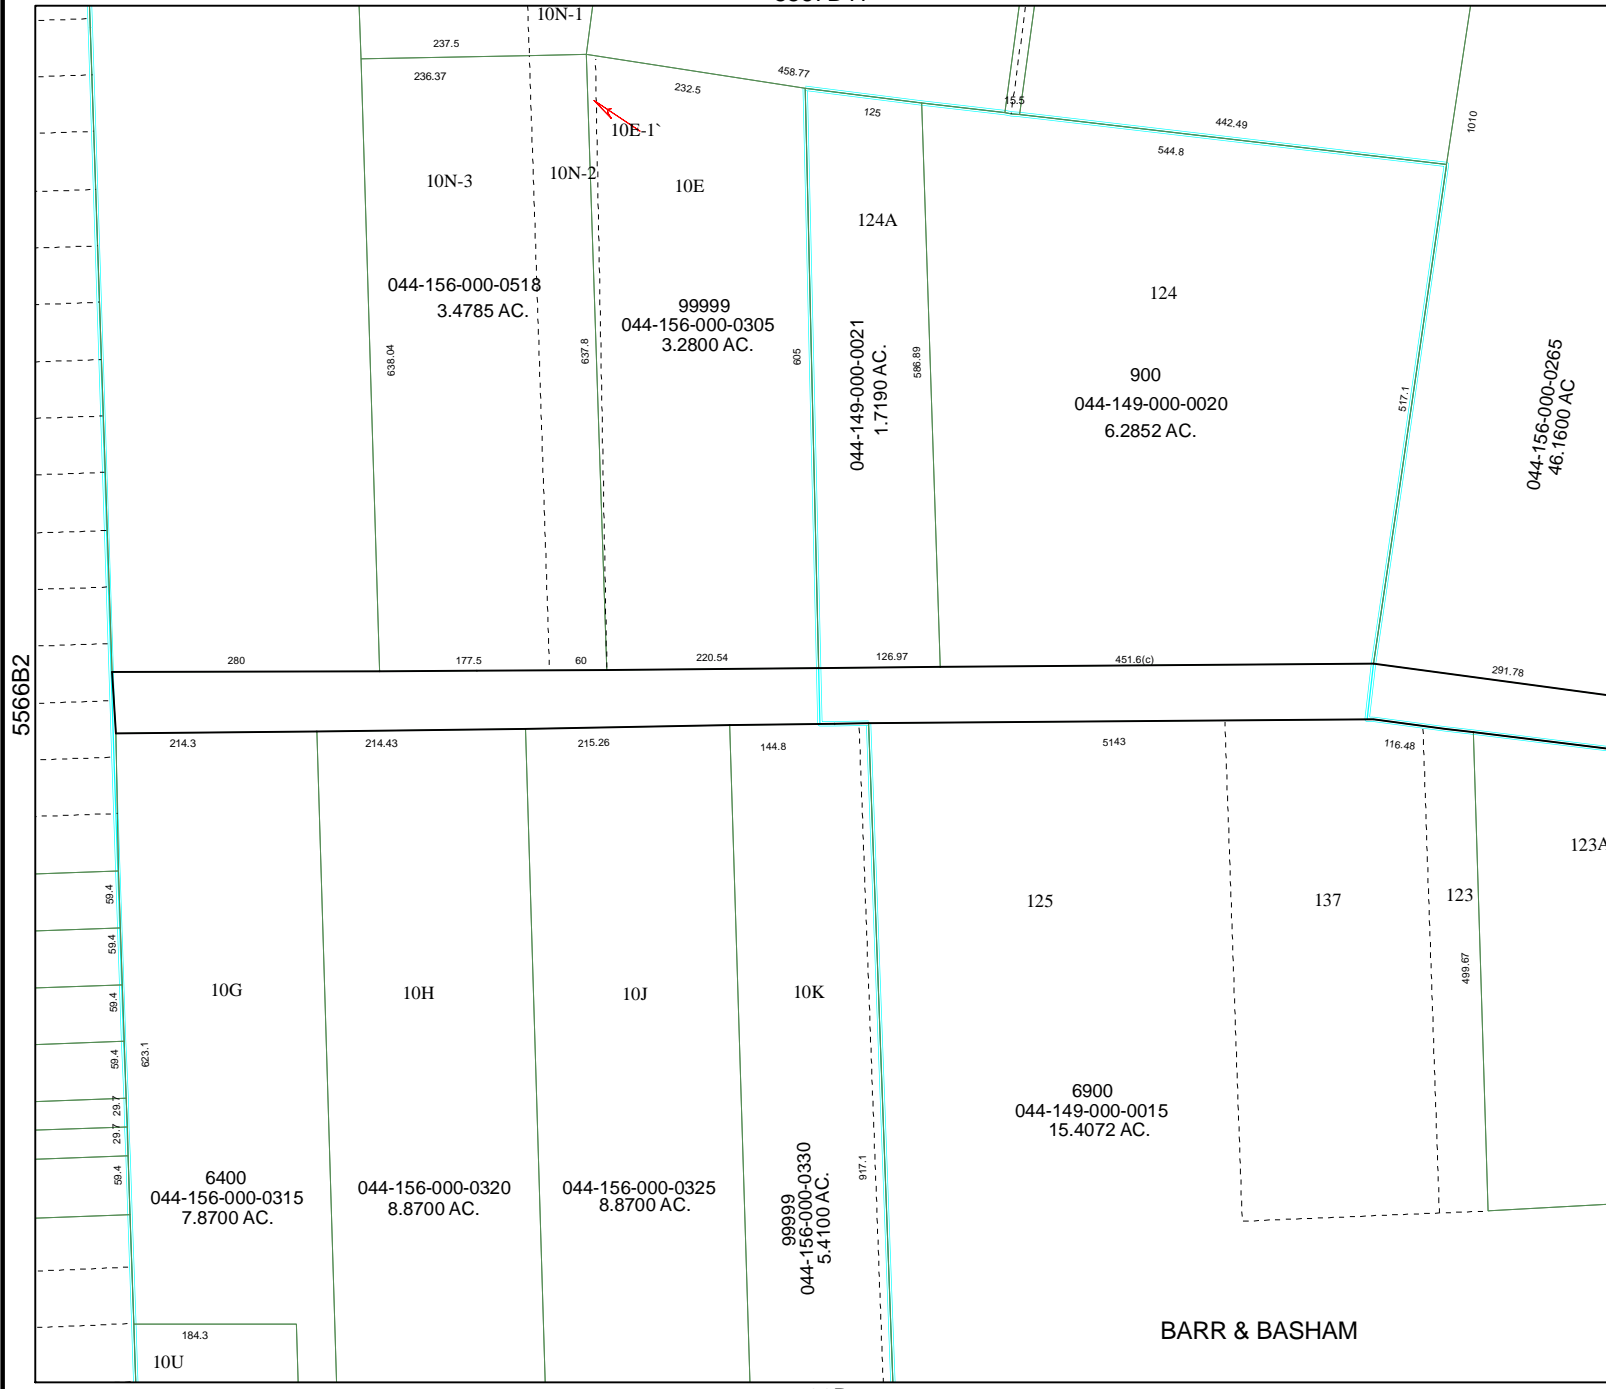 10N-1
237.5
236.37
458.77
232.5
125
15.5
442.49
544.8
1010
10E-1`
10N-3
10N-2
10E
124A
124
044-156-000-0518
3.4785 AC.
99999
044-156-000-0305
3.2800 AC.
638.04
637.8
605
044-149-000-0021
1.7190 AC.
586.89
900
044-149-000-0020
6.2852 AC.
517.1
044-156-000-0265
46.1600 AC
280
177.5
60
220.54
126.97
451.6(c)
291.78
5566B2
214.3
214.43
215.26
144.8
5143
116.48
123A
59.4
59.4
59.4
59.4
29.7
29.7
59.4
623.1
10G
10H
10J
10K
125
137
123
499.67
917.1
6400
044-156-000-0315
7.8700 AC.
044-156-000-0320
8.8700 AC.
044-156-000-0325
8.8700 AC.
99999
044-156-000-0330
5.4100 AC.
6900
044-149-000-0015
15.4072 AC.
184.3
10U
BARR & BASHAM